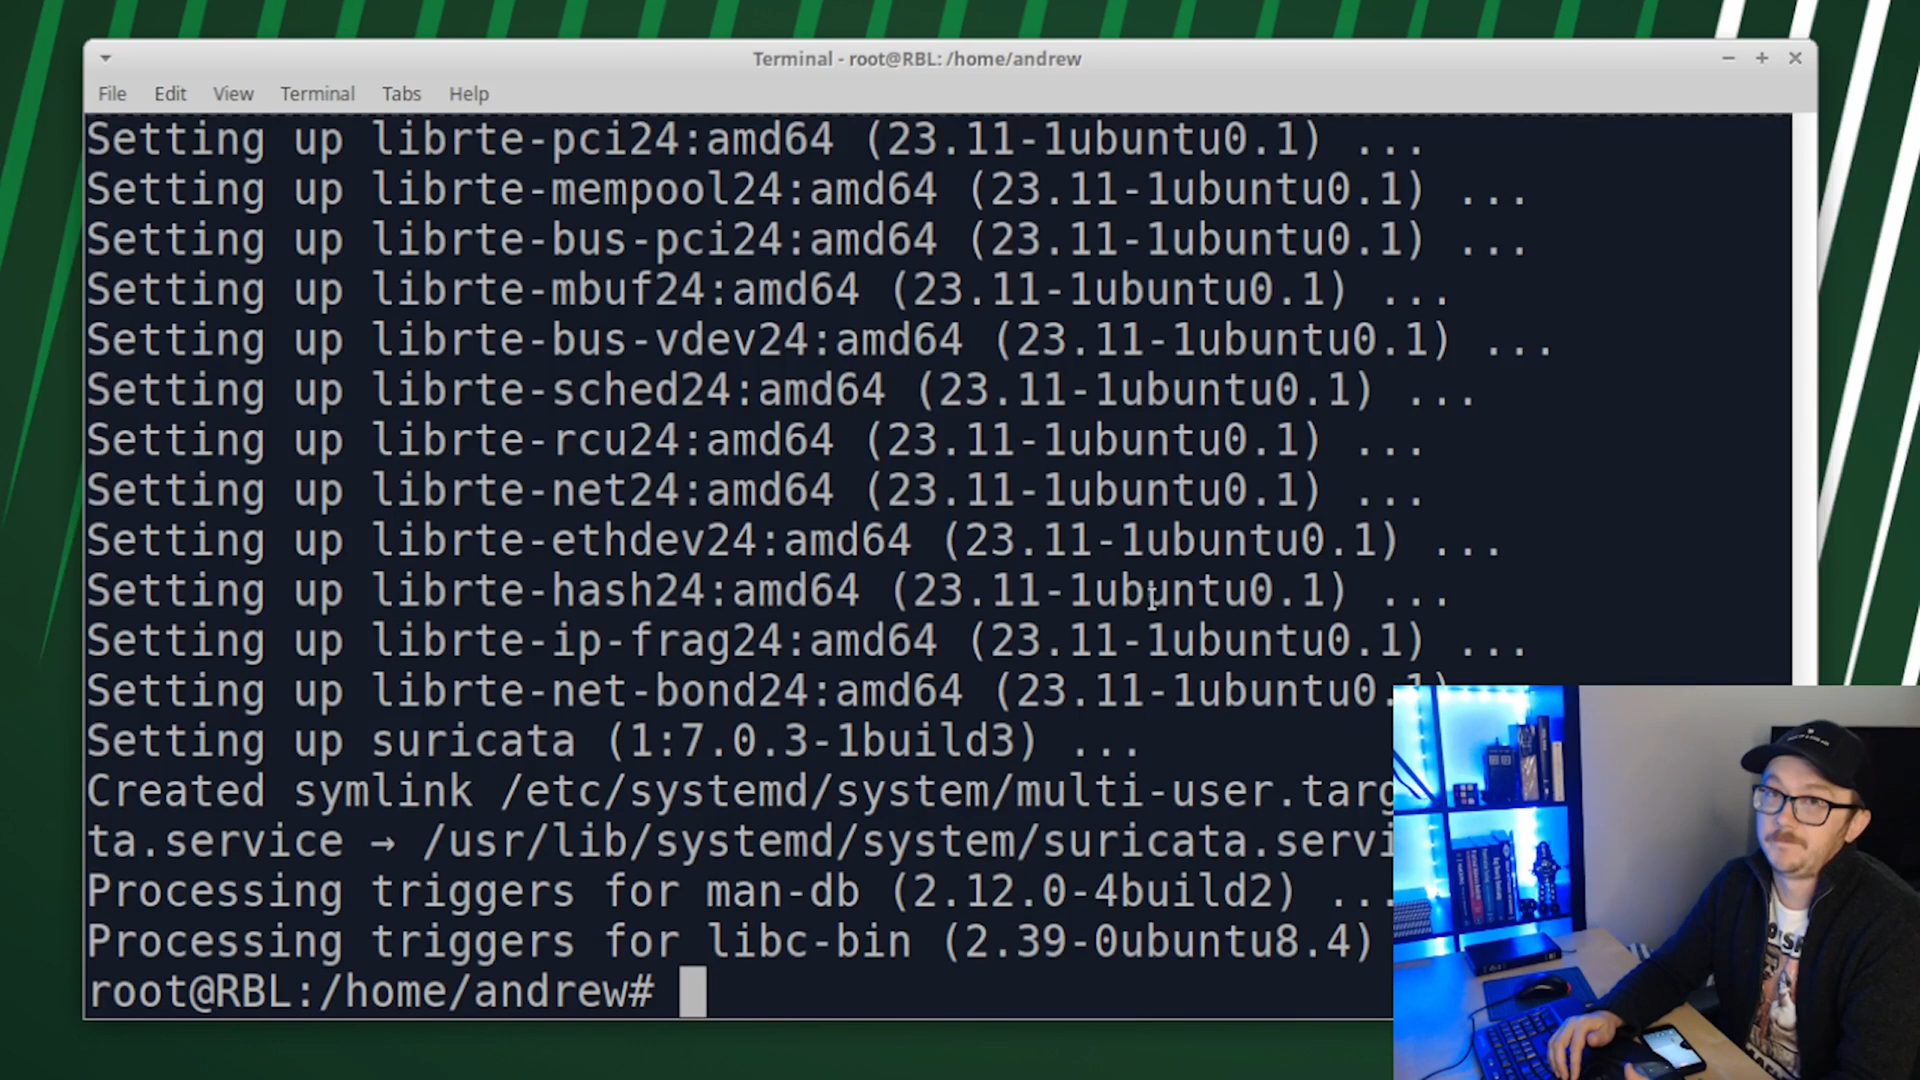 Terminal - root@RBL: /home/andrew
File Edit View Terminal Tabs Help
Setting up librte-pci24:amd64 (23.11-1ubuntu0.1) ...
Setting up librte-mempool24:amd64 (23.11-1ubuntu0.1) ...
Setting up librte-bus-pci24:amd64 (23.11-1ubuntu0.1) ...
Setting up librte-mbuf24:amd64 (23.11-1ubuntu0.1) ...
Setting up librte-bus-vdev24:amd64 (23.11-1ubuntu0.1) ...
Setting up librte-sched24:amd64 (23.11-1ubuntu0.1) ...
Setting up librte-rcu24:amd64 (23.11-1ubuntu0.1) ...
Setting up librte-net24:amd64 (23.11-1ubuntu0.1) ...
Setting up librte-ethdev24:amd64 (23.11-1ubuntu0.1) ...
Setting up librte-hash24:amd64 (23.11-1ubuntu0.1) ...
Setting up librte-ip-frag24:amd64 (23.11-1ubuntu0.1) ...
Setting up librte-net-bond24:amd64 (23.11-1ubuntu0.1)
Setting up suricata (1:7.0.3-1build3) ...
Created symlink /etc/systemd/system/multi-user.targ
ta.service → /usr/lib/systemd/system/suricata.servi
Processing triggers for man-db (2.12.0-4build2) ...
Processing triggers for libc-bin (2.39-0ubuntu8.4)
root@RBL:/home/andrew#